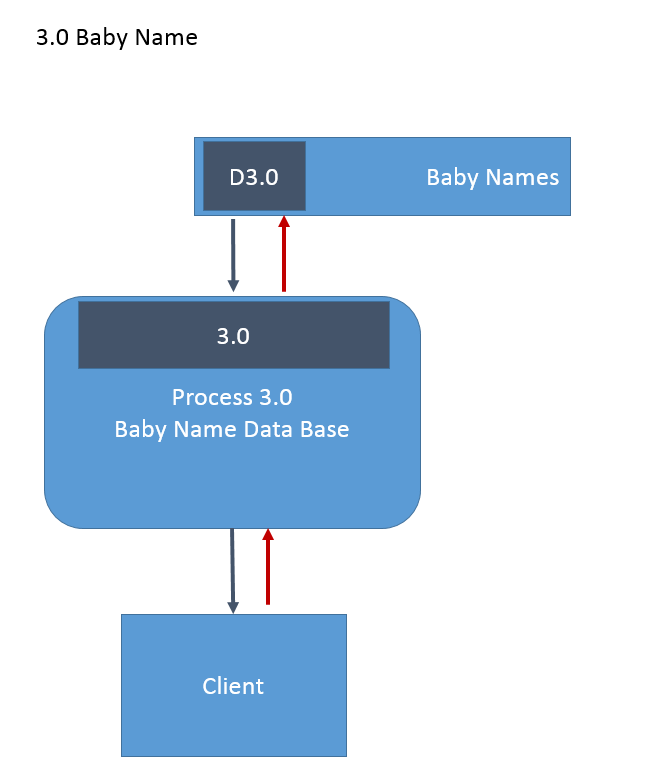 3.0 Baby Name
D3.0
Baby Names
3.0
Process 3.0
Baby Name Data Base
Client